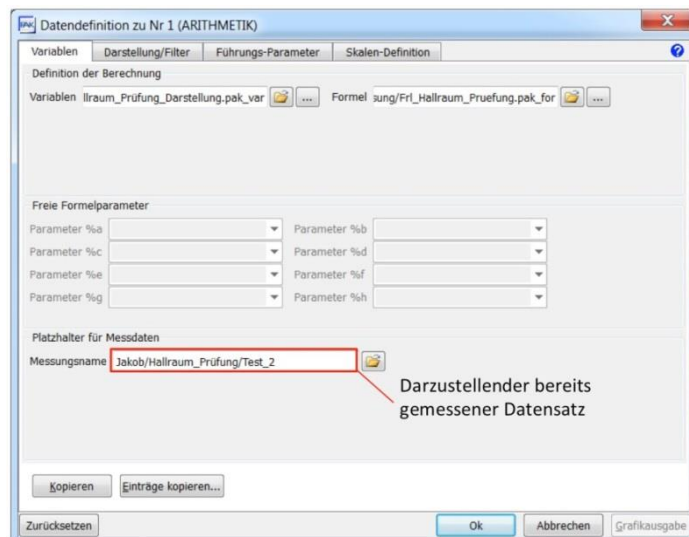 PAK Datendefinition zu Nr 1 (ARITHMETIK)
Variablen Darstellung/Filter Führungs-Parameter Skalen-Definition
Definition der Berechnung
Variablen llraum_Prüfung_Darstellung.pak_var ... Formel sung/Frl_Hallraum_Pruefung.pak_for ...
Freie Formelparameter
Parameter %a Parameter %b
Parameter %c Parameter %d
Parameter %e Parameter %f
Parameter %g Parameter %h
Platzhalter für Messdaten
Messungsname Jakob/Hallraum_Prüfung/Test_2
Darzustellender bereits
gemessener Datensatz
Kopieren Einträge kopieren...
Zurücksetzen Ok Abbrechen Grafikausgabe